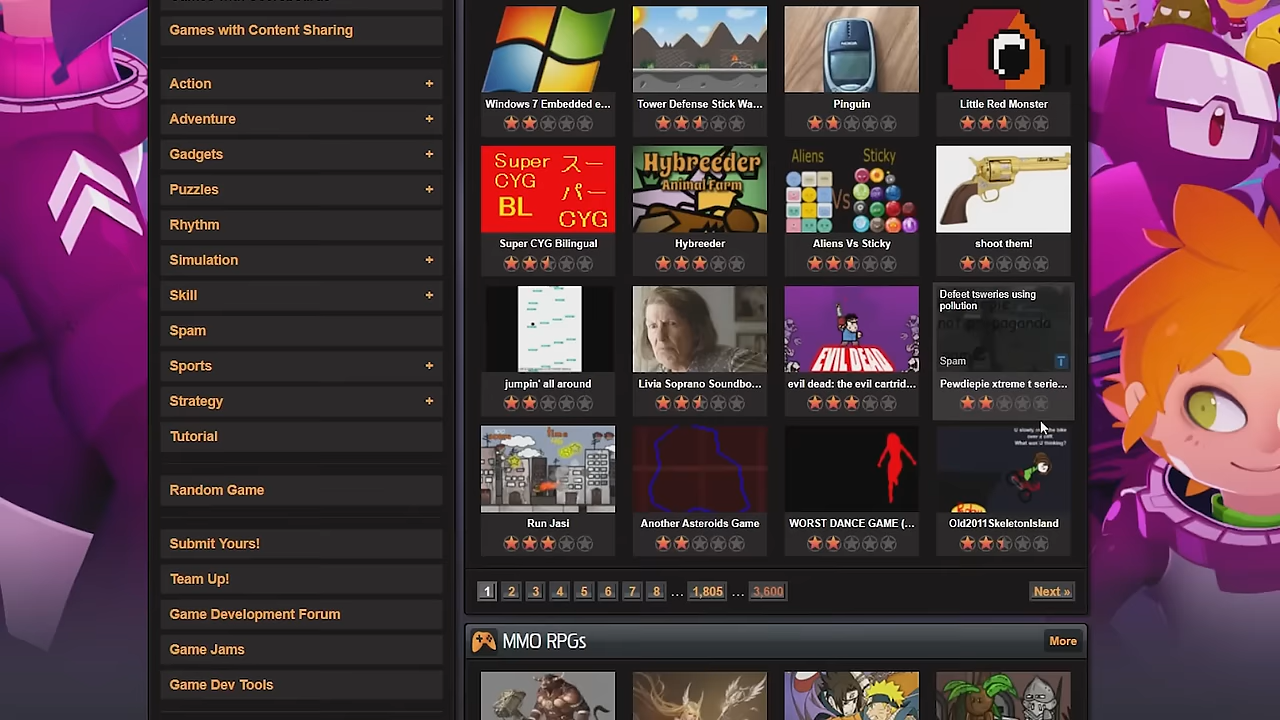 Games with Content Sharing
Action
+
Adventure
+
Gadgets
+
Puzzles
+
Rhythm
Simulation
+
Skill
+
Spam
Sports
+
Strategy
+
Tutorial
Random Game
Submit Yours!
Team Up!
Game Development Forum
Game Jams
Game Dev Tools
NOKIA
Windows 7 Embedded e...
Tower Defense Stick Wa...
Pinguin
Little Red Monster
Super
CYG
BL
スー
パー
CYG
Hybreeder
Animal Farm
Aliens
Sticky
Vs
Super CYG Bilingual
Hybreeder
Aliens Vs Sticky
shoot them!
EVIL DEAD
Defeet tsweries using
pollution
Spam
T
jumpin' all around
Livia Soprano Soundbo...
evil dead: the evil cartrid...
Pewdiepie xtreme t serie...
time
Run Jasi
Another Asteroids Game
WORST DANCE GAME (...
Old2011SkeletonIsland
1 2 3 4 5 6 7 8 ... 1,805 ... 3,600
Next »
MMO RPGs
More